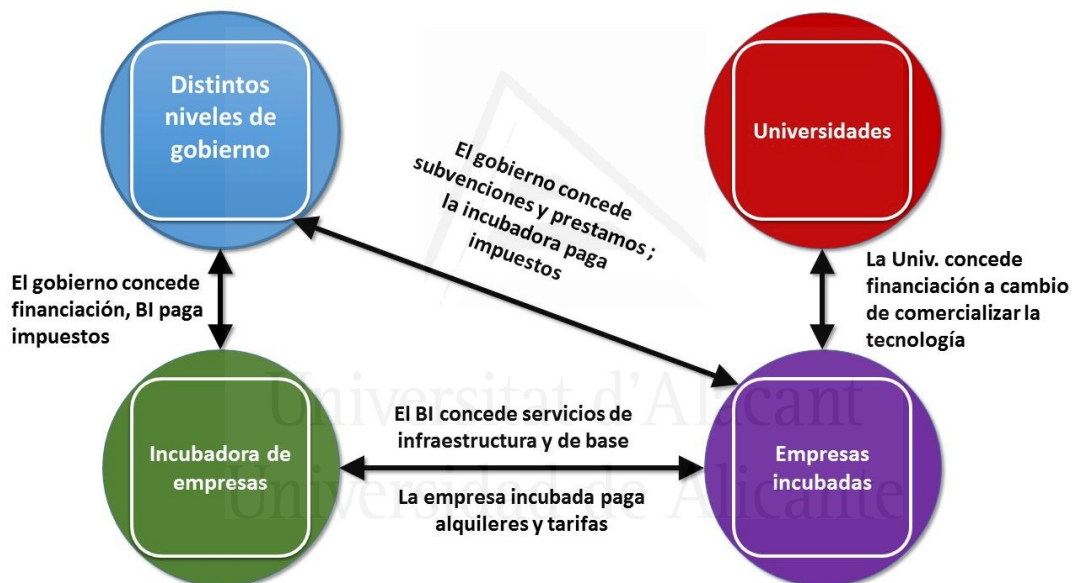 Distintos
niveles de
gobierno
Universidades
El gobierno concede
subvenciones y prestamos ;
la incubadora paga
impuestos
El gobierno concede
financiación, BI paga
impuestos
La Univ. concede
financiación a cambio
de comercializar la
tecnología
Incubadora de
empresas
El BI concede servicios de
infraestructura y de base
La empresa incubada paga
alquileres y tarifas
Empresas
incubadas
Universitat d'Alacant
Universidad de Alicante